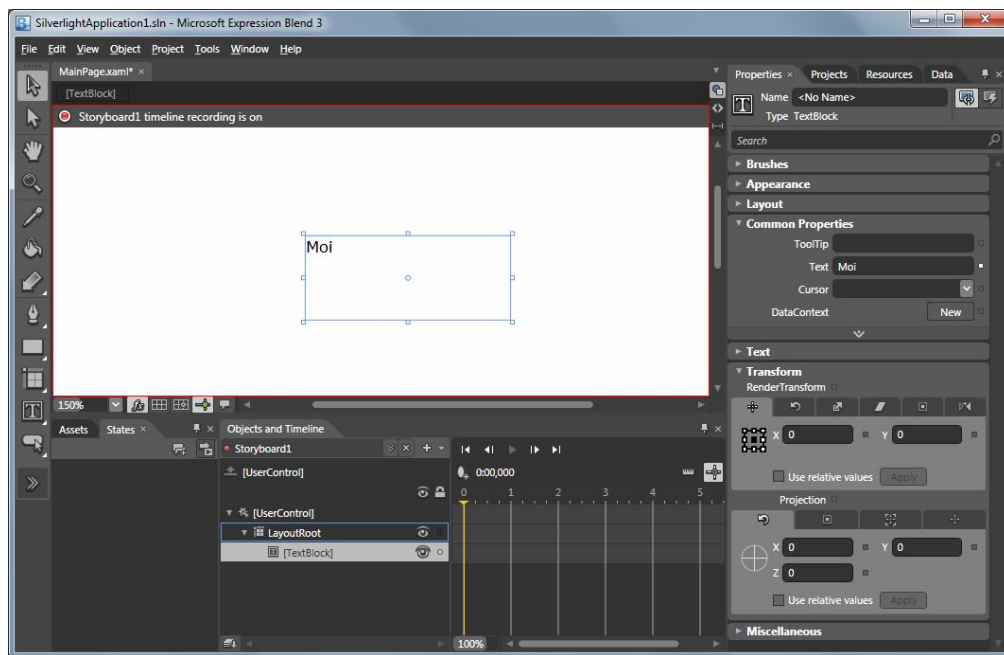 SilverlightApplication1.sln - Microsoft Expression Blend 3
File Edit View Object Project Tools Window Help
MainPage.xaml* ×
[TextBlock]
Storyboard1 timeline recording is on
Moi
150%
Assets States ×
Objects and Timeline
Storyboard1
[UserControl]
0:00,000
0 1 2 3 4 5
[UserControl]
LayoutRoot
[TextBlock]
100%
Properties × Projects Resources Data
Name <No Name>
Type TextBlock
Search
Brushes
Appearance
Layout
Common Properties
ToolTip
Text Moi
Cursor
DataContext New
Text
Transform
RenderTransform
X 0 Y 0
Use relative values Apply
Projection
X 0 Y 0
Z 0
Use relative values Apply
Miscellaneous